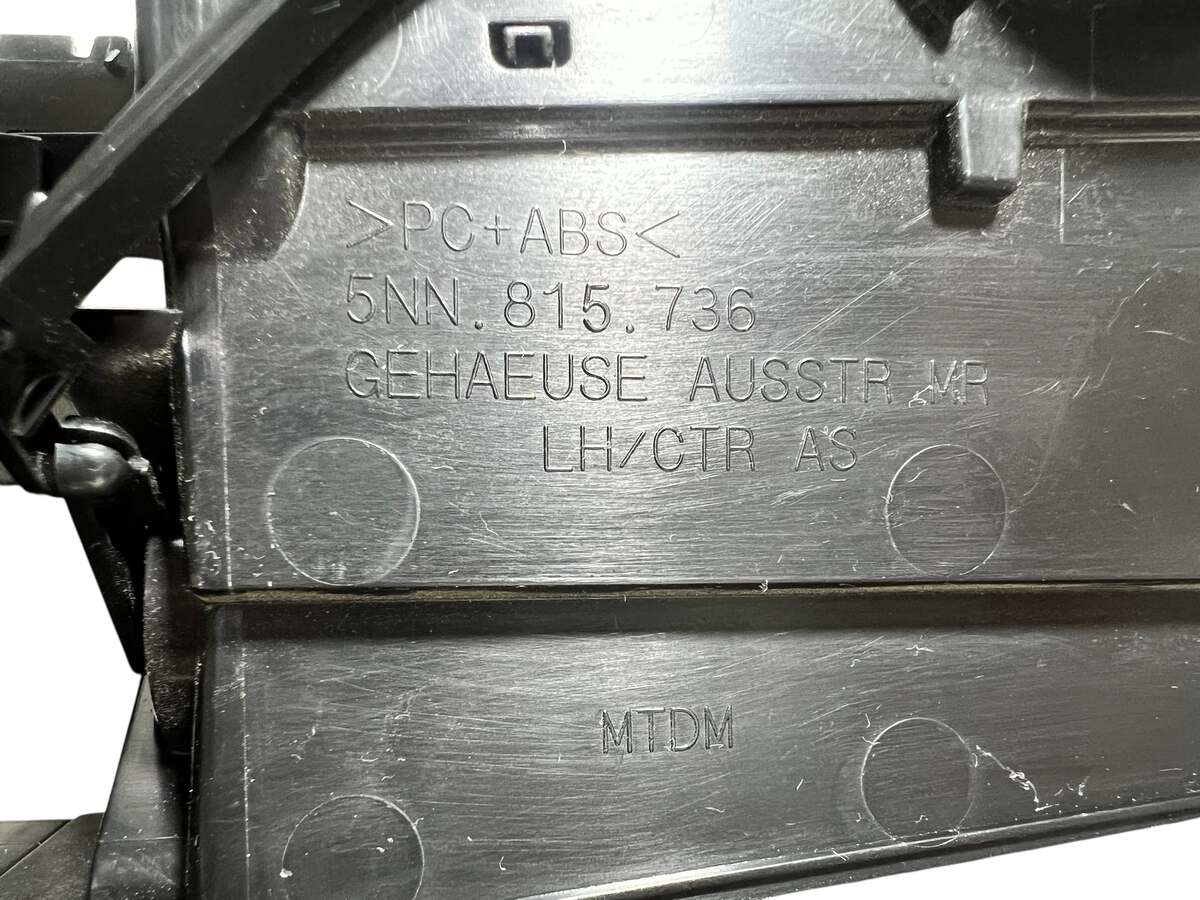 >PC+ABS<
5NN.815.736
GEHAEUSE AUSSTR MR
LH/CTR AS
MTDM